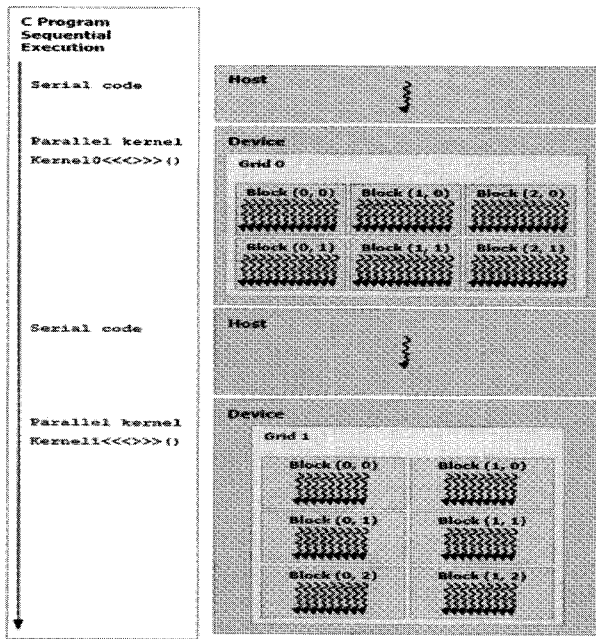 C Program
Sequential
Execution
Serial code
Host
Parallel kernel
Kernel0<<<>>>()
Device
Grid 0
Block (0, 0) Block (1, 0) Block (2, 0)
Block (0, 1) Block (1, 1) Block (2, 1)
Serial code
Host
Parallel kernel
Kernel1<<<>>>()
Device
Grid 1
Block (0, 0) Block (1, 0)
Block (0, 1) Block (1, 1)
Block (0, 2) Block (1, 2)